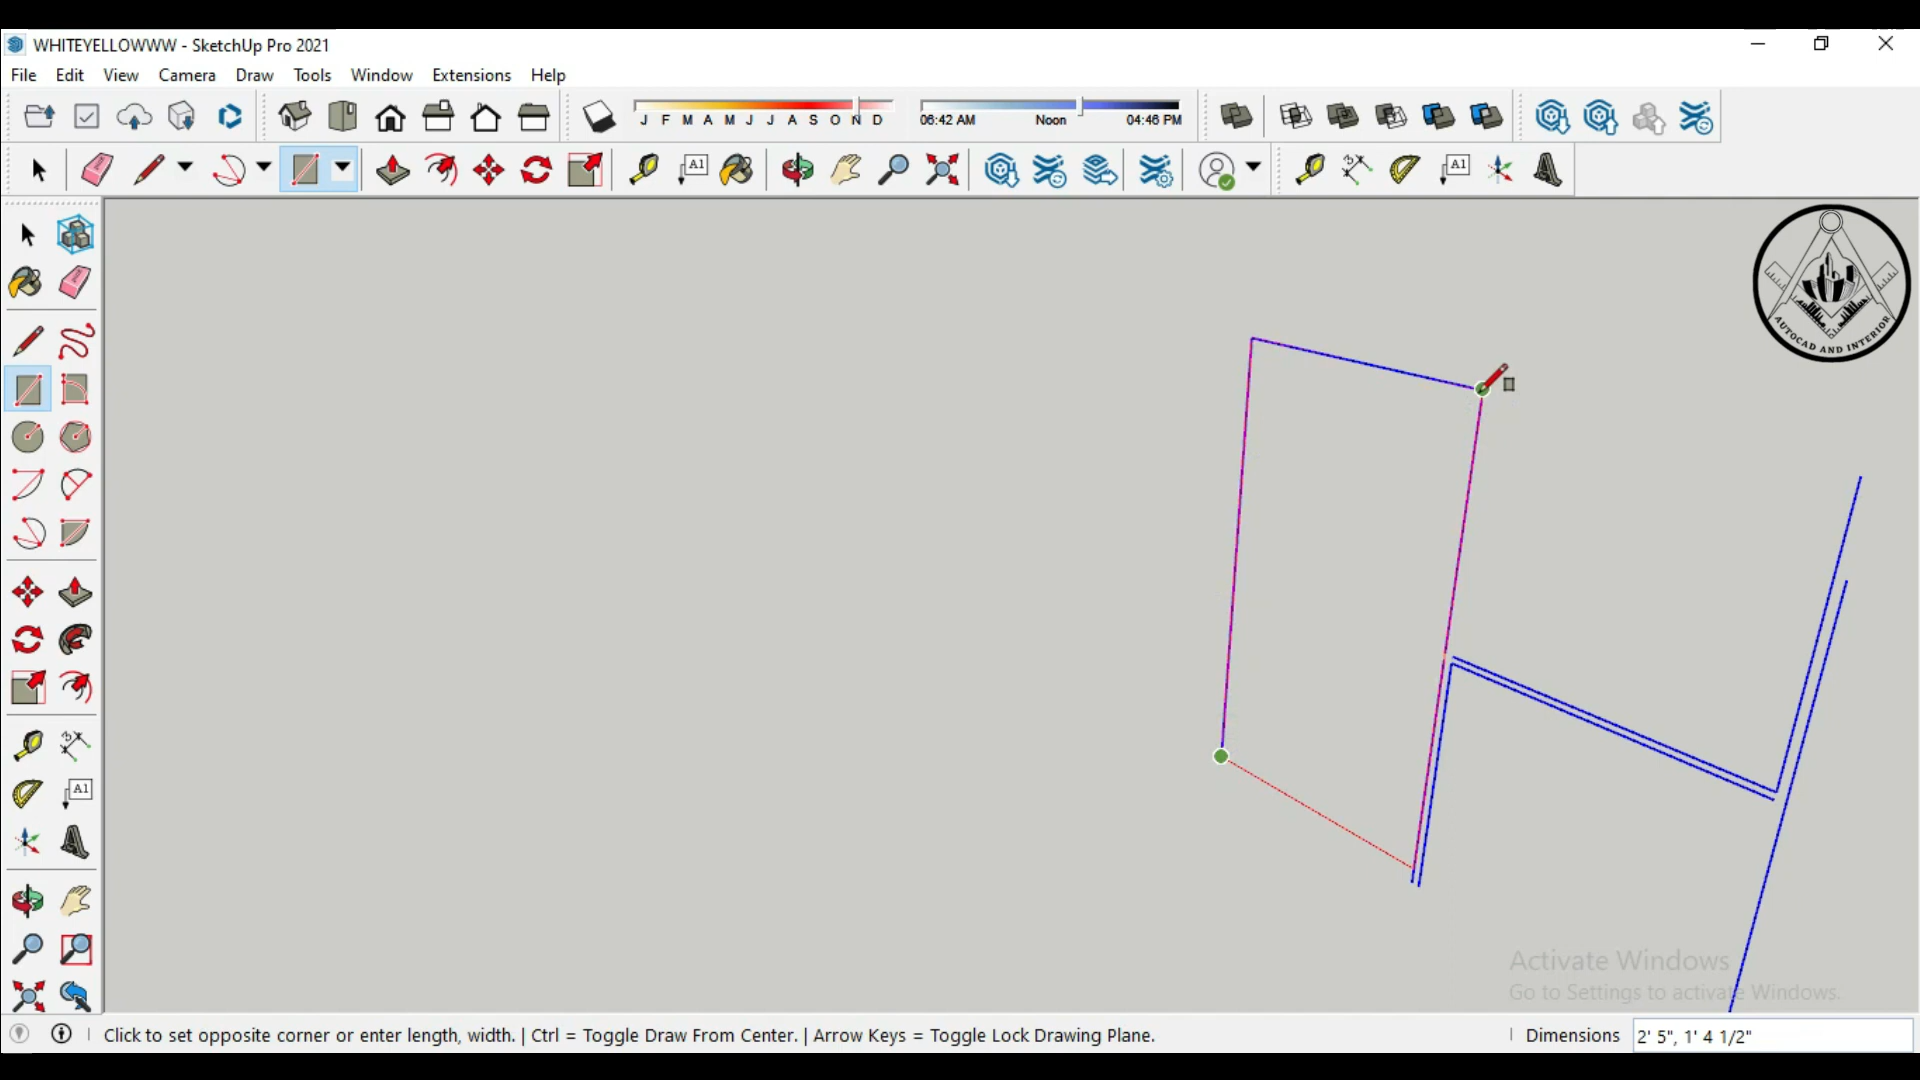 WHITEYELLOWWW - SketchUp Pro 2021
File Edit View Camera Draw Tools Window Extensions Help
J F M A M J J A S O N D 06:42 AM Noon 04:46 PM
A1 A1
AUTOCAD AND INTERIOR
A1
Activate Windows
Go to Settings to activate Windows.
Click to set opposite corner or enter length, width. | Ctrl = Toggle Draw From Center. | Arrow Keys = Toggle Lock Drawing Plane. Dimensions 2' 5", 1' 4 1/2"